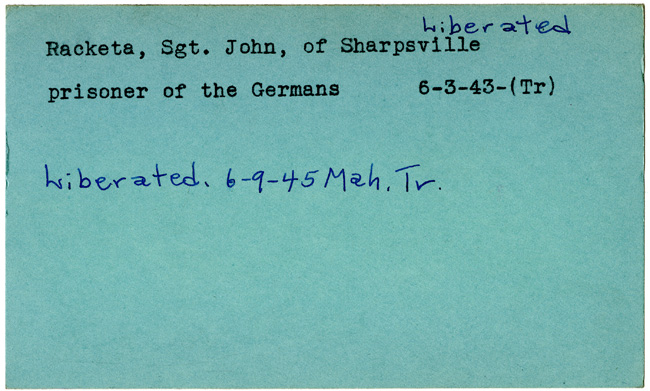 Liberated
Racketa, Sgt. John, of Sharpsville
prisoner of the Germans 6-3-43-(Tr)
Liberated. 6-9-45 Mah. Tr.